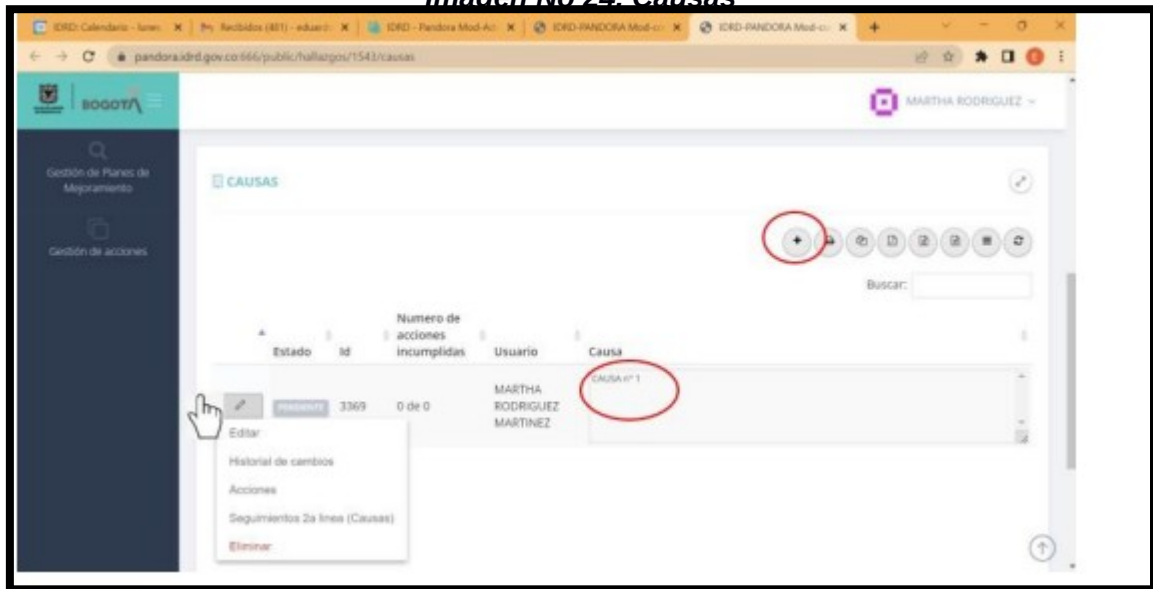 Imagen No 24. Causas
IDRD: Calendario - lunes
Recibidos (481) - eduard
IDRD - Pandora Mod-Ac
IDRD-PANDORA Mod-co
IDRD-PANDORA Mod-co
pandora.idrd.gov.co:666/public/hallazgos/1543/causas
BOGOTÁ
MARTHA RODRIGUEZ
Gestión de Planes de
Mejoramiento
CAUSAS
Gestión de acciones
Buscar:
Estado
Id
Numero de
acciones
incumplidas
Usuario
Causa
PENDIENTE
3369
0 de 0
MARTHA
RODRIGUEZ
MARTINEZ
CAUSA nº 1
Editar
Historial de cambios
Acciones
Seguimientos 2a linea (Causas)
Eliminar